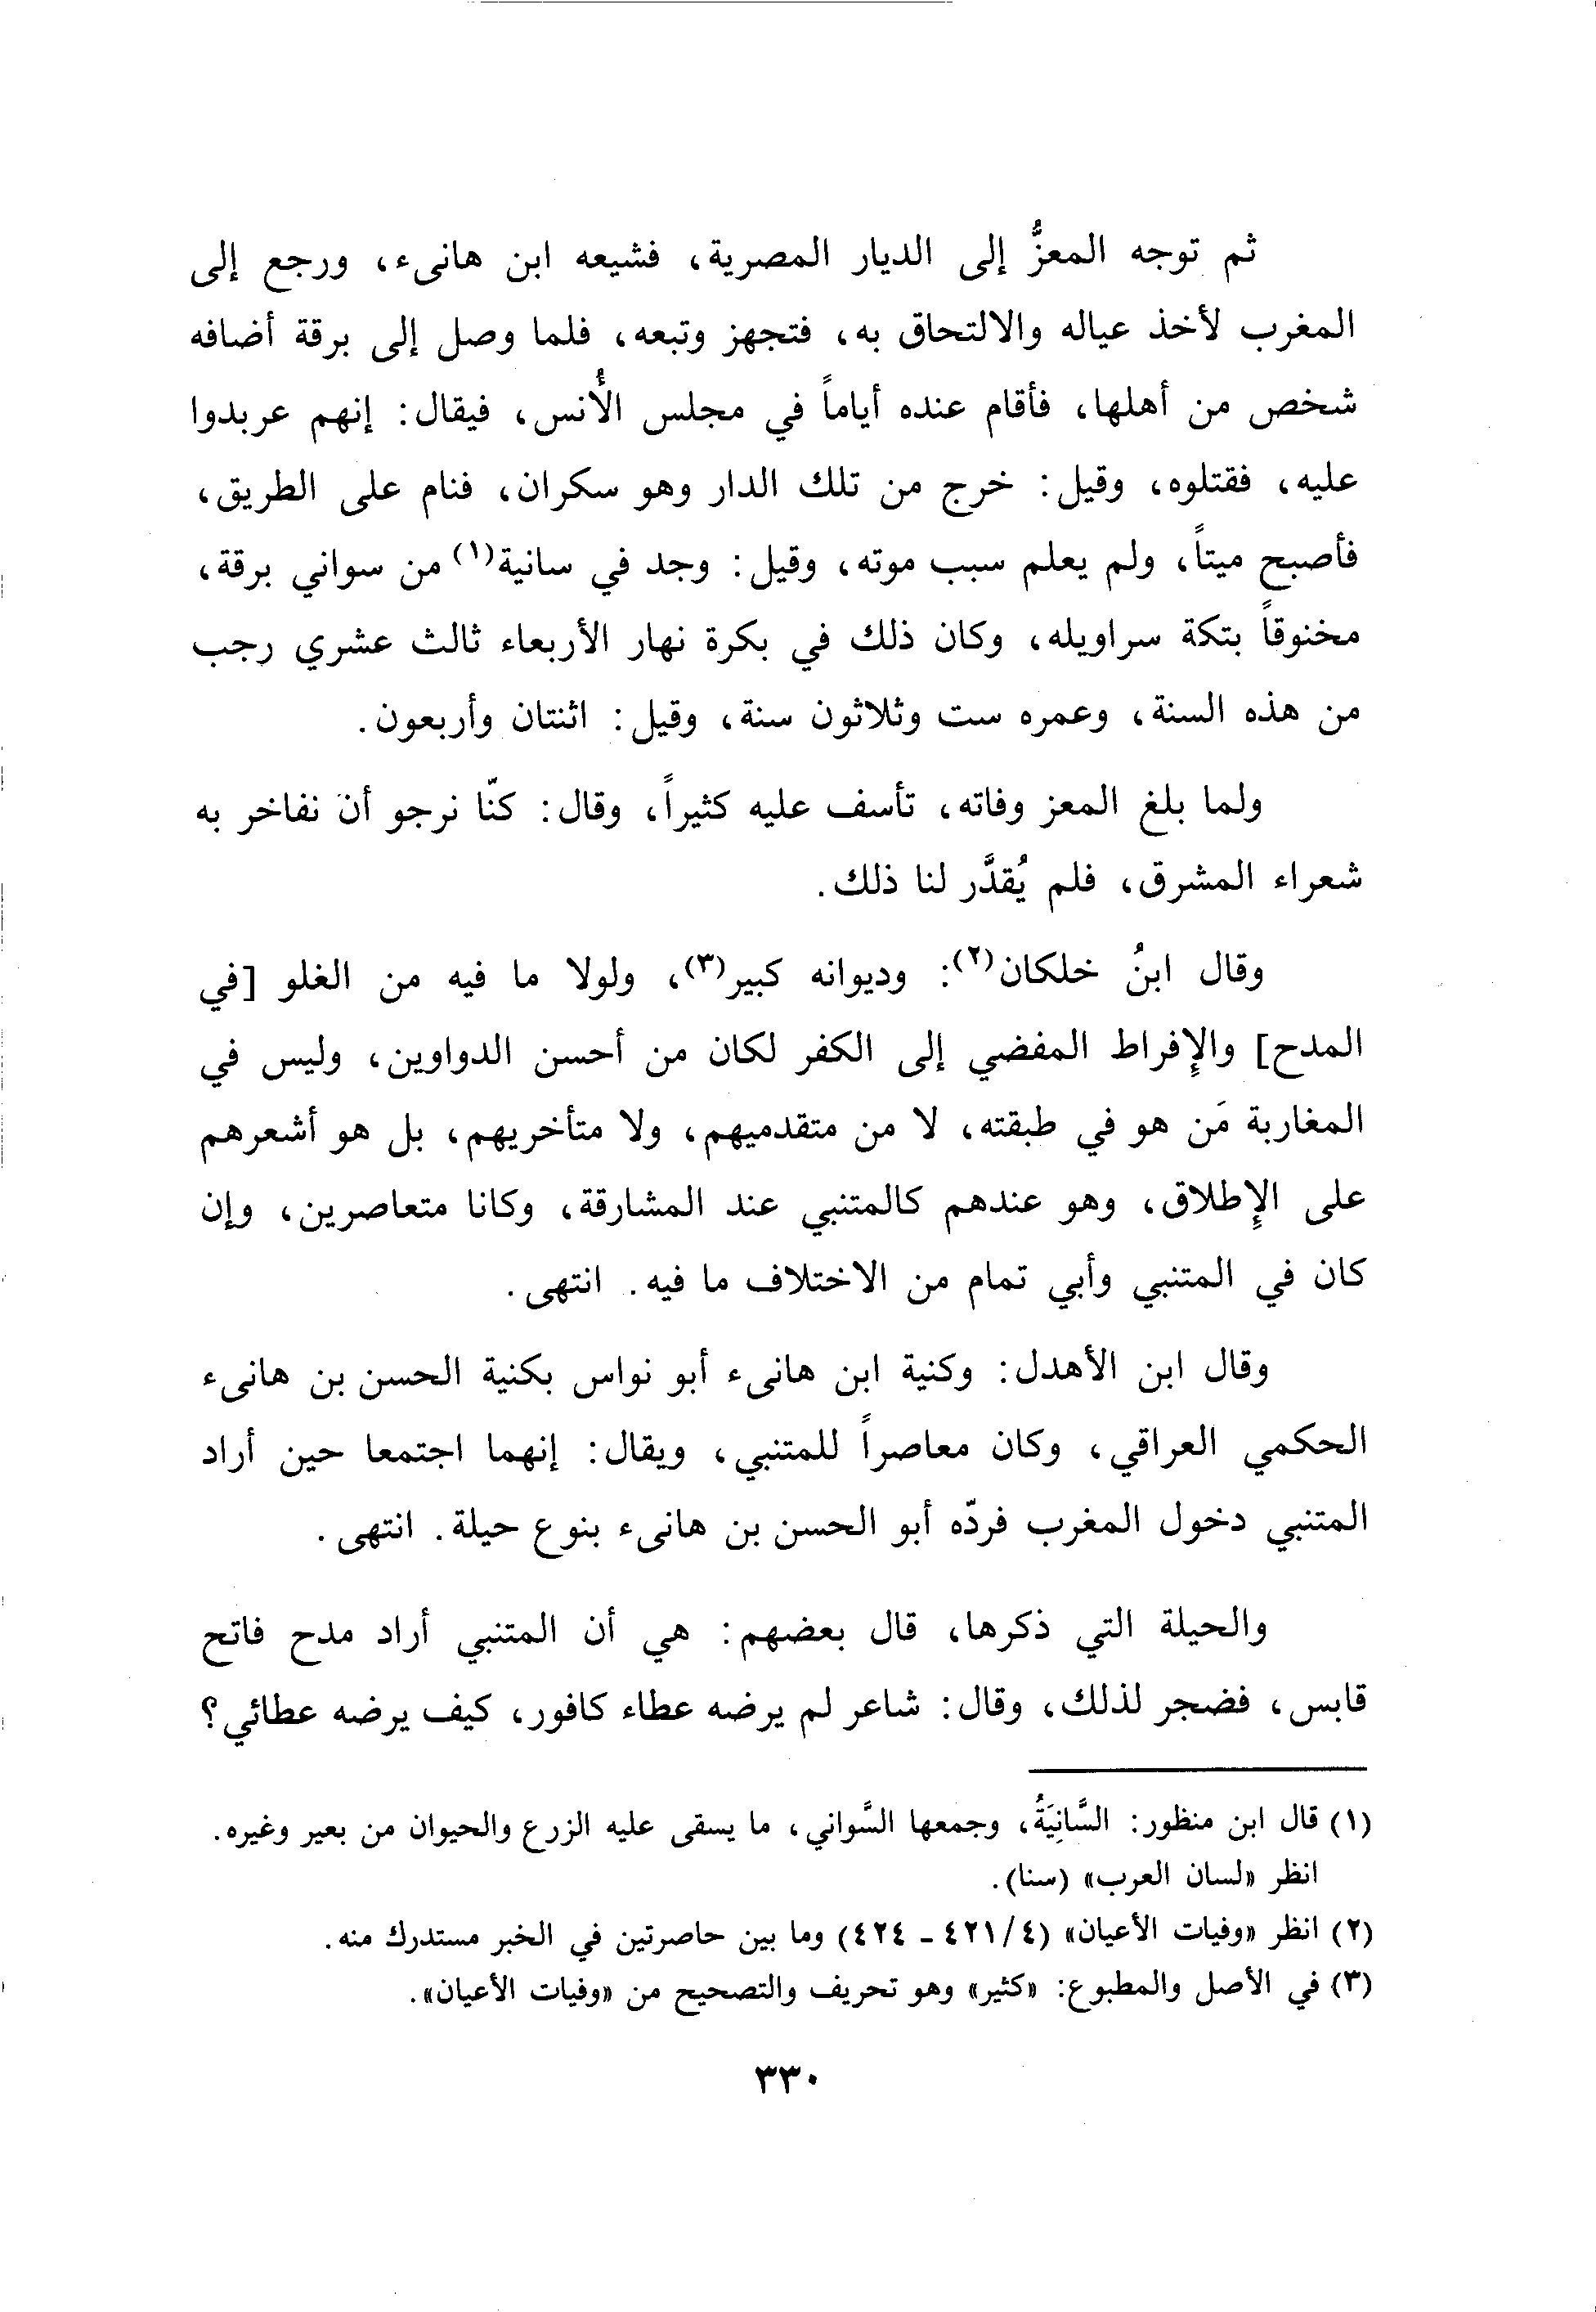 ثم توجه المعزُّ إلى الديار المصرية، فشيعه ابن هانىء، ورجع إلى
المغرب لأخذ عياله والالتحاق به، فتجهز وتبعه، فلما وصل إلى برقة أضافه
شخص من أهلها، فأقام عنده أياماً في مجلس الأُنس، فيقال: إنهم عربدوا
عليه، فقتلوه، وقيل: خرج من تلك الدار وهو سكران، فنام على الطريق،
فأصبح ميتاً، ولم يعلم سبب موته، وقيل: وجد في سانية(١) من سواني برقة،
مخنوقاً بتكة سراويله، وكان ذلك في بكرة نهار الأربعاء ثالث عشري رجب
من هذه السنة، وعمره ست وثلاثون سنة، وقيل: اثنتان وأربعون.
ولما بلغ المعز وفاته، تأسف عليه كثيراً، وقال: كنّا نرجو أن نفاخر به
شعراء المشرق، فلم يُقدَّر لنا ذلك.
وقال ابنُ خلكان(٢): وديوانه كبير(٣)، ولولا ما فيه من الغلو [في
المدح] والإفراط المفضي إلى الكفر لكان من أحسن الدواوين، وليس في
المغاربة مَن هو في طبقته، لا من متقدميهم، ولا متأخريهم، بل هو أشعرهم
على الإطلاق، وهو عندهم كالمتنبي عند المشارقة، وكانا متعاصرين، وإن
كان في المتنبي وأبي تمام من الاختلاف ما فيه. انتهى.
وقال ابن الأهدل: وكنية ابن هانىء أبو نواس بكنية الحسن بن هانىء
الحكمي العراقي، وكان معاصراً للمتنبي، ويقال: إنهما اجتمعا حين أراد
المتنبي دخول المغرب فردّه أبو الحسن بن هانىء بنوع حيلة. انتهى.
والحيلة التي ذكرها، قال بعضهم: هي أن المتنبي أراد مدح فاتح
قابس، فضجر لذلك، وقال: شاعر لم يرضه عطاء كافور، كيف يرضه عطائي؟
(١) قال ابن منظور: السَّانِيَةُ، وجمعها السَّواني، ما يسقى عليه الزرع والحيوان من بعير وغيره.
انظر «لسان العرب» (سنا).
(٢) انظر «وفيات الأعيان» (٤/٤٢١ - ٤٢٤) وما بين حاصرتين في الخبر مستدرك منه.
(٣) في الأصل والمطبوع: «كثير» وهو تحريف والتصحيح من «وفيات الأعيان».
٣٣٠